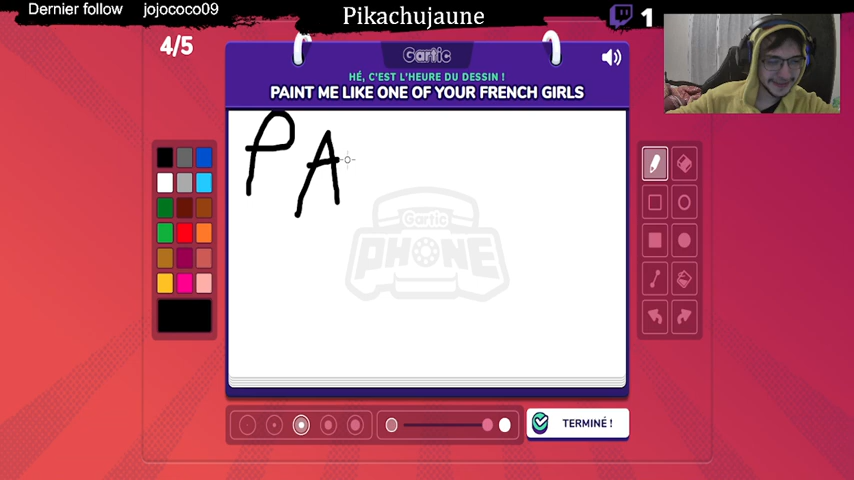 Dernier follow jojococo09
Pikachujaune
1
4/5
Gartic
HÉ, C'EST L'HEURE DU DESSIN !
PAINT ME LIKE ONE OF YOUR FRENCH GIRLS
PA
Gartic
PHONE
TERMINÉ !